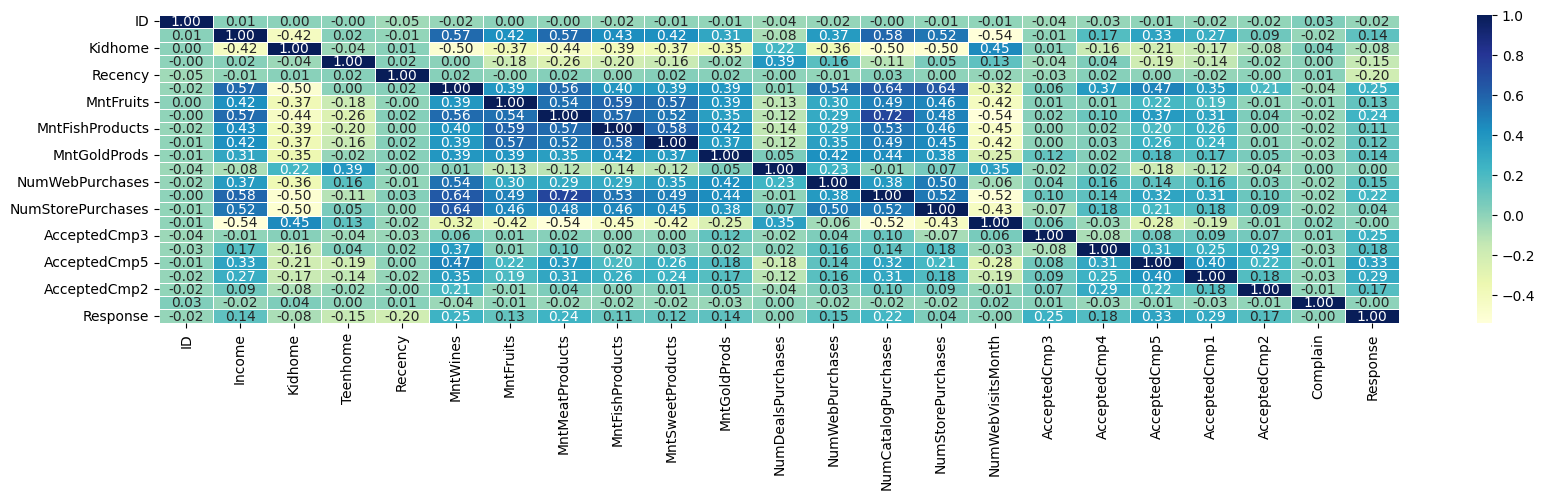 ID 1.00 0.01 0.00 -0.00 -0.05 -0.02 0.00 -0.00 -0.02 -0.01 -0.01 -0.04 -0.02 -0.00 -0.01 -0.01 -0.04 -0.03 -0.01 -0.02 -0.02 0.03 -0.02 1.0
0.01 1.00 -0.42 0.02 -0.01 0.57 0.42 0.57 0.43 0.42 0.31 -0.08 0.37 0.58 0.52 -0.54 -0.01 0.17 0.33 0.27 0.09 -0.02 0.14
Kidhome 0.00 -0.42 1.00 -0.04 0.01 -0.50 -0.37 -0.44 -0.39 -0.37 -0.35 0.22 -0.36 -0.50 -0.50 0.45 0.01 -0.16 -0.21 -0.17 -0.08 0.04 -0.08
-0.00 0.02 -0.04 1.00 0.02 0.00 -0.18 -0.26 -0.20 -0.16 -0.02 0.39 0.16 -0.11 0.05 0.13 -0.04 0.04 -0.19 -0.14 -0.02 0.00 -0.15 0.8
Recency -0.05 -0.01 0.01 0.02 1.00 0.02 -0.00 0.02 0.00 0.02 0.02 -0.00 -0.01 0.03 0.00 -0.02 -0.03 0.02 0.00 -0.02 -0.00 0.01 -0.20
-0.02 0.57 -0.50 0.00 0.02 1.00 0.39 0.56 0.40 0.39 0.39 0.01 0.54 0.64 0.64 -0.32 0.06 0.37 0.47 0.35 0.21 -0.04 0.25 0.6
MntFruits 0.00 0.42 -0.37 -0.18 -0.00 0.39 1.00 0.54 0.59 0.57 0.39 -0.13 0.30 0.49 0.46 -0.42 0.01 0.01 0.22 0.19 -0.01 -0.01 0.13
-0.00 0.57 -0.44 -0.26 0.02 0.56 0.54 1.00 0.57 0.52 0.35 -0.12 0.29 0.72 0.48 -0.54 0.02 0.10 0.37 0.31 0.04 -0.02 0.24
MntFishProducts -0.02 0.43 -0.39 -0.20 0.00 0.40 0.59 0.57 1.00 0.58 0.42 -0.14 0.29 0.53 0.46 -0.45 0.00 0.02 0.20 0.26 0.00 -0.02 0.11 0.4
-0.01 0.42 -0.37 -0.16 0.02 0.39 0.57 0.52 0.58 1.00 0.37 -0.12 0.35 0.49 0.45 -0.42 0.00 0.03 0.26 0.24 0.01 -0.02 0.12
MntGoldProds -0.01 0.31 -0.35 -0.02 0.02 0.39 0.39 0.35 0.42 0.37 1.00 0.05 0.42 0.44 0.38 -0.25 0.12 0.02 0.18 0.17 0.05 -0.03 0.14
-0.04 -0.08 0.22 0.39 -0.00 0.01 -0.13 -0.12 -0.14 -0.12 0.05 1.00 0.23 -0.01 0.07 0.35 -0.02 0.02 -0.18 -0.12 -0.04 0.00 0.00 0.2
NumWebPurchases -0.02 0.37 -0.36 0.16 -0.01 0.54 0.30 0.29 0.29 0.35 0.42 0.23 1.00 0.38 0.50 -0.06 0.04 0.16 0.14 0.16 0.03 -0.02 0.15
-0.00 0.58 -0.50 -0.11 0.03 0.64 0.49 0.72 0.53 0.49 0.44 -0.01 0.38 1.00 0.52 -0.52 0.10 0.14 0.32 0.31 0.10 -0.02 0.22
NumStorePurchases -0.01 0.52 -0.50 0.05 0.00 0.64 0.46 0.48 0.46 0.45 0.38 0.07 0.50 0.52 1.00 -0.43 -0.07 0.18 0.21 0.18 0.09 -0.02 0.04 0.0
-0.01 -0.54 0.45 0.13 -0.02 -0.32 -0.42 -0.54 -0.45 -0.42 -0.25 0.35 -0.06 -0.52 -0.43 1.00 0.06 -0.03 -0.28 -0.19 -0.01 0.02 -0.00
AcceptedCmp3 -0.04 -0.01 0.01 -0.04 -0.03 0.06 0.01 0.02 0.00 0.00 0.12 -0.02 0.04 0.10 -0.07 0.06 1.00 -0.08 0.08 0.09 0.07 0.01 0.25
-0.03 0.17 -0.16 0.04 0.02 0.37 0.01 0.10 0.02 0.03 0.02 0.02 0.16 0.14 0.18 -0.03 -0.08 1.00 0.31 0.25 0.29 -0.03 0.18 -0.2
AcceptedCmp5 -0.01 0.33 -0.21 -0.19 0.00 0.47 0.22 0.37 0.20 0.26 0.18 -0.18 0.14 0.32 0.21 -0.28 0.08 0.31 1.00 0.40 0.22 -0.01 0.33
-0.02 0.27 -0.17 -0.14 -0.02 0.35 0.19 0.31 0.26 0.24 0.17 -0.12 0.16 0.31 0.18 -0.19 0.09 0.25 0.40 1.00 0.18 -0.03 0.29
AcceptedCmp2 -0.02 0.09 -0.08 -0.02 -0.00 0.21 -0.01 0.04 0.00 0.01 0.05 -0.04 0.03 0.10 0.09 -0.01 0.07 0.29 0.22 0.18 1.00 -0.01 0.17 -0.4
0.03 -0.02 0.04 0.00 0.01 -0.04 -0.01 -0.02 -0.02 -0.02 -0.03 0.00 -0.02 -0.02 -0.02 0.02 0.01 -0.03 -0.01 -0.03 -0.01 1.00 -0.00
Response -0.02 0.14 -0.08 -0.15 -0.20 0.25 0.13 0.24 0.11 0.12 0.14 0.00 0.15 0.22 0.04 -0.00 0.25 0.18 0.33 0.29 0.17 -0.00 1.00
ID
Income
Kidhome
Teenhome
Recency
MntWines
MntFruits
MntMeatProducts
MntFishProducts
MntSweetProducts
MntGoldProds
NumDealsPurchases
NumWebPurchases
NumCatalogPurchases
NumStorePurchases
NumWebVisitsMonth
AcceptedCmp3
AcceptedCmp4
AcceptedCmp5
AcceptedCmp1
AcceptedCmp2
Complain
Response